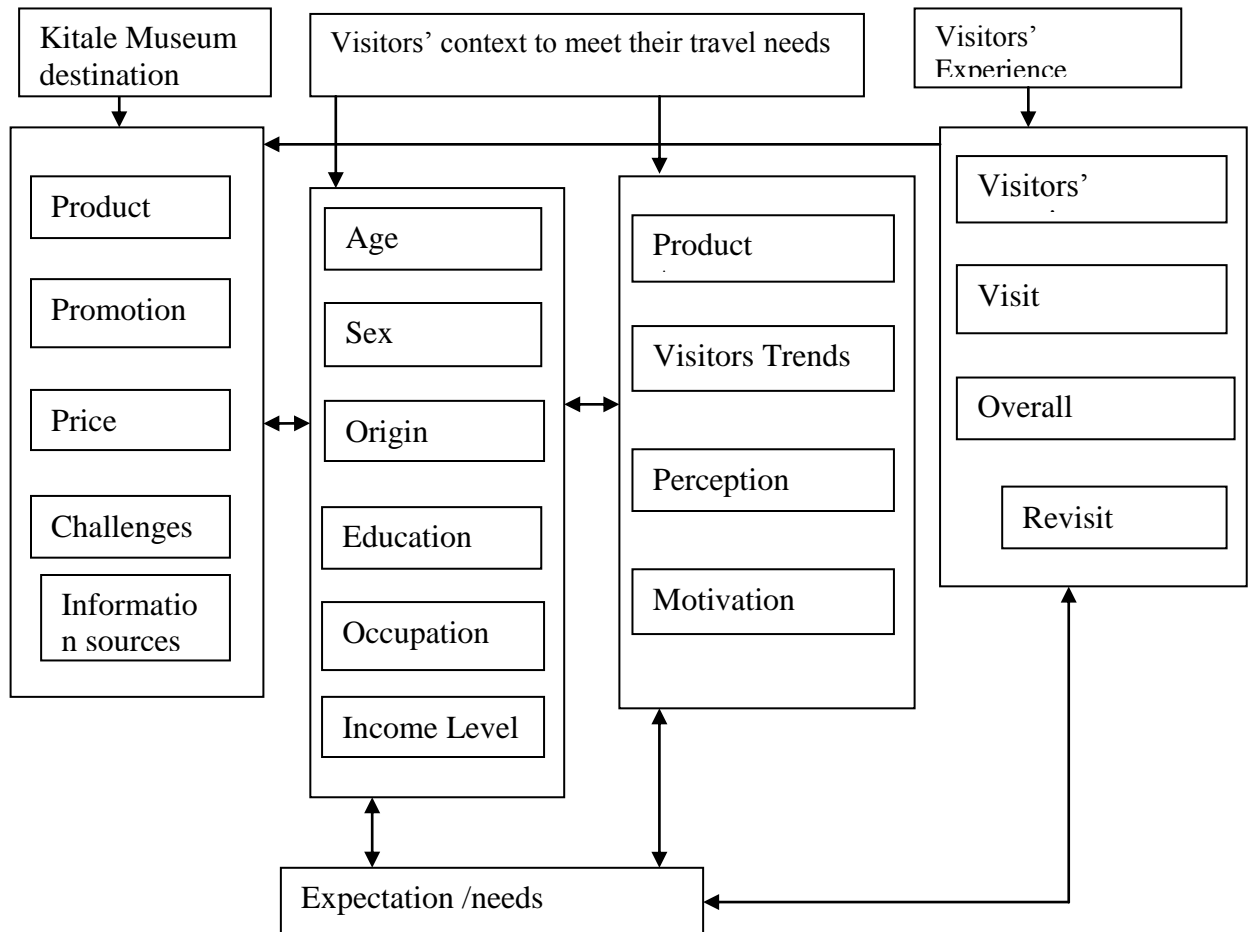 Kitale Museum
destination
Visitors’ context to meet their travel needs
Visitors’
Experience
Product
Promotion
Price
Challenges
Informatio
n sources
Age
Sex
Origin
Education
Occupation
Income Level
Product
Visitors Trends
Perception
Motivation
Visitors’
Visit
Overall
Revisit
Expectation /needs